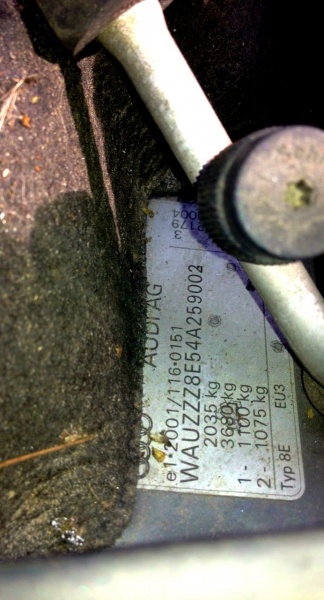 AUDI AG
e1*2001/116*0151
WAUZZZ8E54A259002
2035 kg
3680 kg
1- 1100 kg
2- 1075 kg
Typ 8E EU3